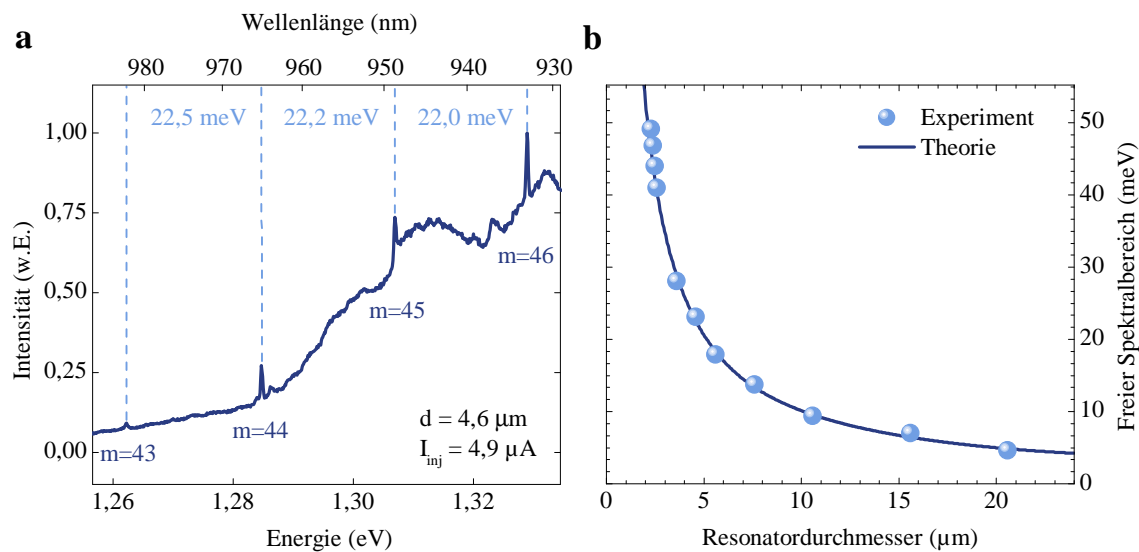 a
Wellenlänge (nm)
980 970 960 950 940 930
22,5 meV 22,2 meV 22,0 meV
1,00
0,75
0,50
0,25
0,00
Intensität (w.E.)
m=43
m=44
m=45
m=46
d = 4,6 µm
I_inj = 4,9 µA
1,26 1,28 1,30 1,32
Energie (eV)
b
Experiment
Theorie
50
40
30
20
10
0
Freier Spektralbereich (meV)
0 5 10 15 20
Resonatordurchmesser (µm)